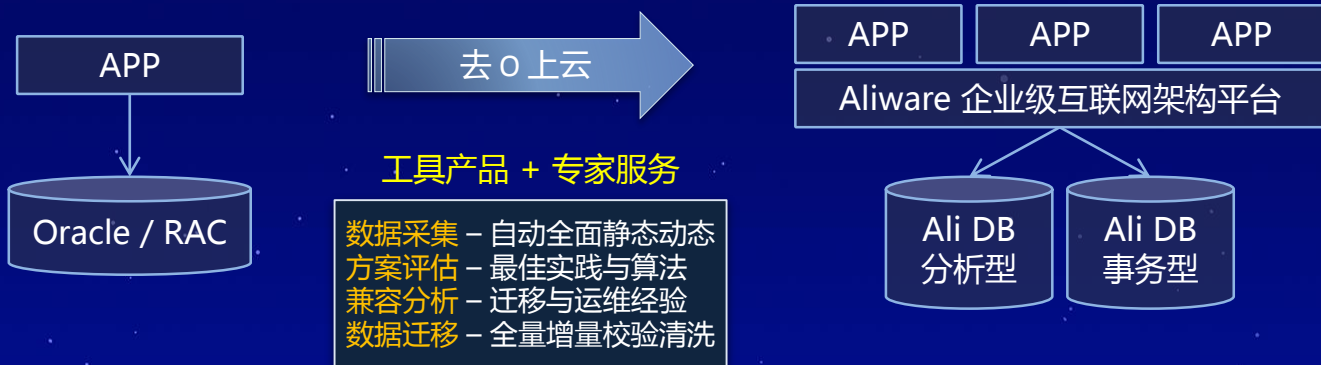 APP
Oracle / RAC
去 O 上云
工具产品 + 专家服务
数据采集 – 自动全面静态动态
方案评估 – 最佳实践与算法
兼容分析 – 迁移与运维经验
数据迁移 – 全量增量校验清洗
APP
APP
APP
Aliware 企业级互联网架构平台
Ali DB
分析型
Ali DB
事务型